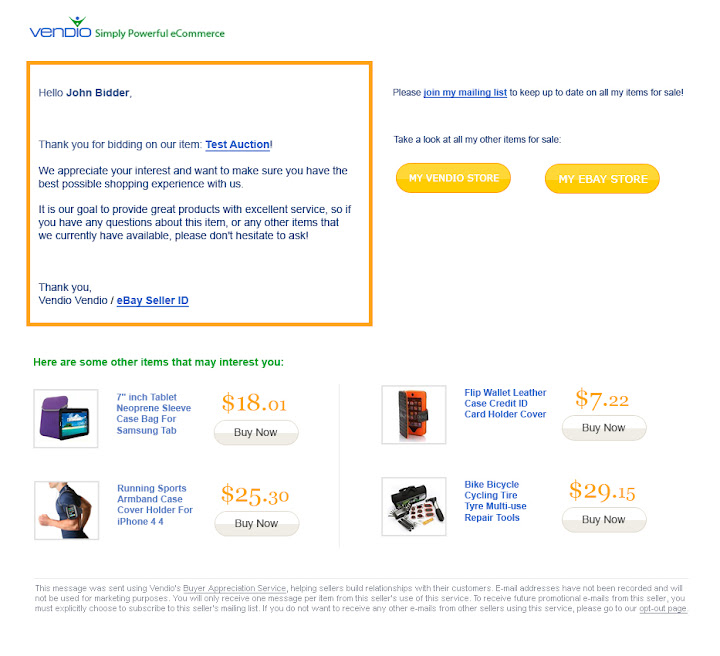 vendio Simply Powerful eCommerce
Hello John Bidder,
Thank you for bidding on our item: Test Auction!
We appreciate your interest and want to make sure you have the
best possible shopping experience with us.
It is our goal to provide great products with excellent service, so if
you have any questions about this item, or any other items that
we currently have available, please don't hesitate to ask!
Thank you,
Vendio Vendio / eBay Seller ID
Please join my mailing list to keep up to date on all my items for sale!
Take a look at all my other items for sale:
MY VENDIO STORE
MY EBAY STORE
Here are some other items that may interest you:
7" inch Tablet
Neoprene Sleeve
Case Bag For
Samsung Tab
$18.01
Buy Now
Flip Wallet Leather
Case Credit ID
Card Holder Cover
$7.22
Buy Now
Running Sports
Armband Case
Cover Holder For
iPhone 4 4
$25.30
Buy Now
Bike Bicycle
Cycling Tire
Tyre Multi-use
Repair Tools
$29.15
Buy Now
This message was sent using Vendio's Buyer Appreciation Service, helping sellers build relationships with their customers. E-mail addresses have not been recorded and will
not be used for marketing purposes. You will only receive one message per item from this seller's use of this service. To receive future promotional e-mails from this seller, you
must explicitly choose to subscribe to this seller's mailing list. If you do not want to receive any other e-mails from other sellers using this service, please go to our opt-out page.